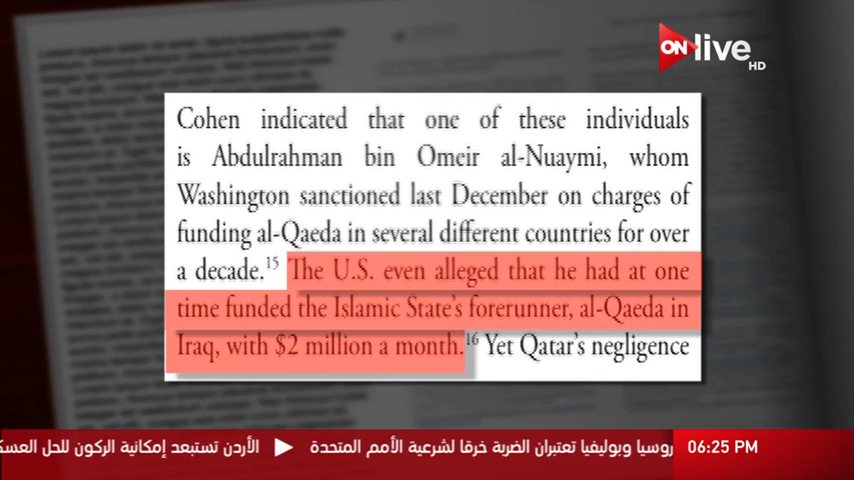 ON live
HD
Cohen indicated that one of these individuals
is Abdulrahman bin Omeir al-Nuaymi, whom
Washington sanctioned last December on charges of
funding al-Qaeda in several different countries for over
a decade.15 The U.S. even alleged that he had at one
time funded the Islamic State's forerunner, al-Qaeda in
Iraq, with $2 million a month.16 Yet Qatar's negligence
روسيا وبوليفيا تعتبران الضربة خرقا لشرعية الأمم المتحدة ◀ الأردن تستبعد إمكانية الركون للحل العسك
06:25 PM